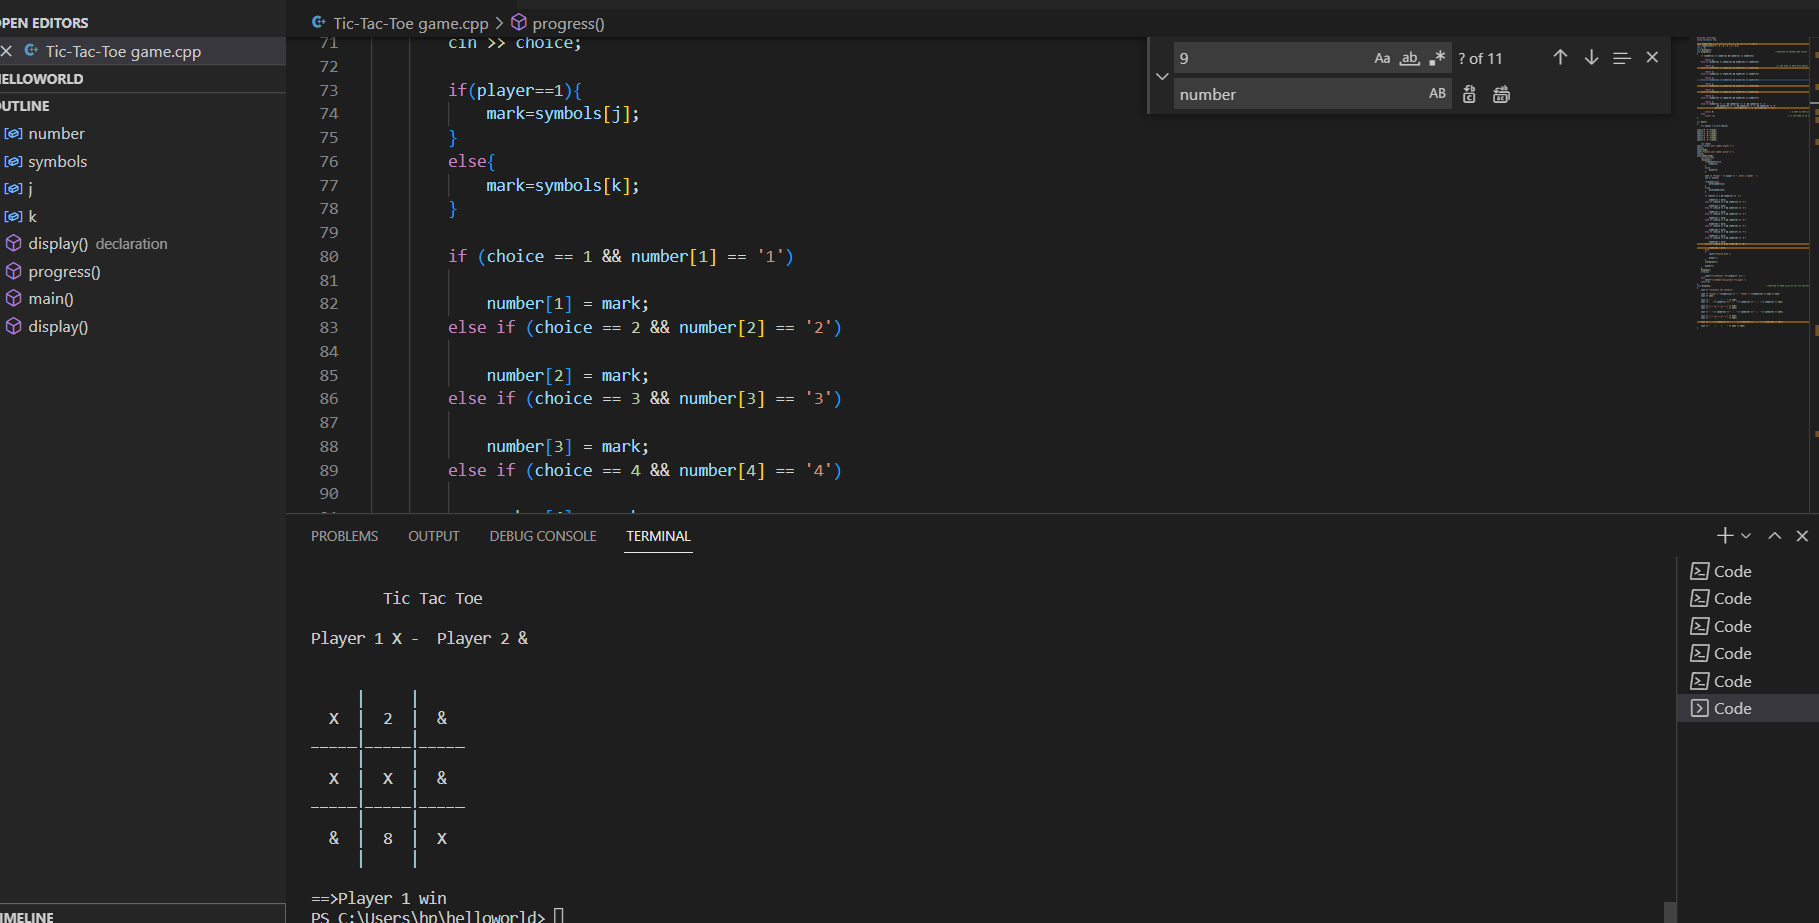 OPEN EDITORS
Tic-Tac-Toe game.cpp
HELLOWORLD
OUTLINE
number
symbols
j
k
display() declaration
progress()
main()
display()
TIMELINE
Tic-Tac-Toe game.cpp > progress()
71 cin >> choice;
72
73 if(player==1){
74 mark=symbols[j];
75 }
76 else{
77 mark=symbols[k];
78 }
79
80 if (choice == 1 && number[1] == '1')
81
82 number[1] = mark;
83 else if (choice == 2 && number[2] == '2')
84
85 number[2] = mark;
86 else if (choice == 3 && number[3] == '3')
87
88 number[3] = mark;
89 else if (choice == 4 && number[4] == '4')
90
9 Aa ab .* ? of 11
number AB
PROBLEMS OUTPUT DEBUG CONSOLE TERMINAL
Tic Tac Toe
Player 1 X - Player 2 &
| |
X | 2 | &
_____|_____|_____
| |
X | X | &
_____|_____|_____
| |
& | 8 | X
| |
==>Player 1 win
PS C:\Users\hp\helloworld>
Code
Code
Code
Code
Code
Code